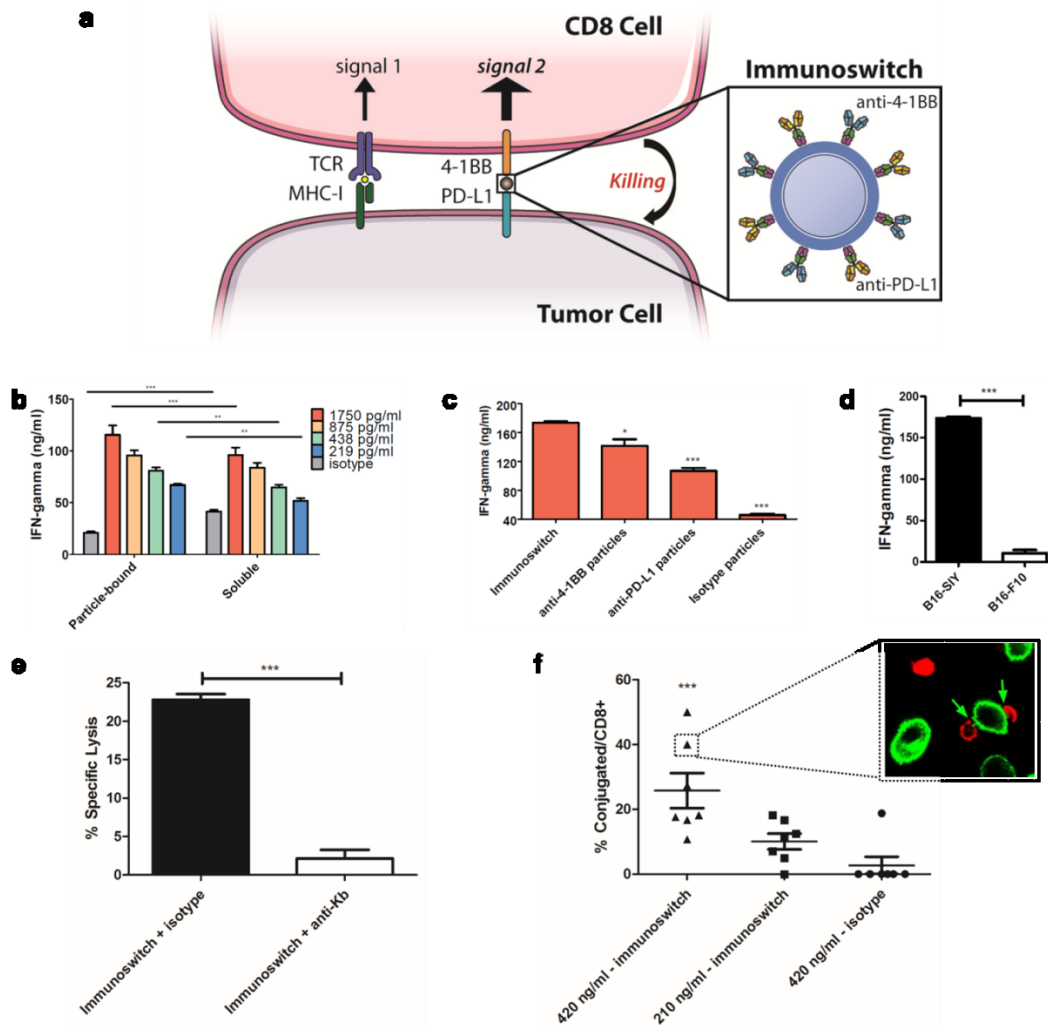 a
CD8 Cell
signal 1
signal 2
Immunoswitch
anti-4-1BB
TCR
4-1BB
MHC-I
PD-L1
Killing
anti-PD-L1
Tumor Cell
b
IFN-gamma (ng/ml)
150
100
50
0
***
***
**
**
1750 pg/ml
875 pg/ml
438 pg/ml
219 pg/ml
isotype
Particle-bound
Soluble
c
IFN-gamma (ng/ml)
200
160
120
80
40
*
***
***
Immunoswitch
anti-4-1BB particles
anti-PD-L1 particles
Isotype particles
d
IFN-gamma (ng/ml)
200
150
100
50
0
***
B16-SIY
B16-F10
e
% Specific Lysis
25
20
15
10
5
0
***
Immunoswitch + isotype
Immunoswitch + anti-Kb
f
% Conjugated/CD8+
60
40
20
0
***
420 ng/ml - immunoswitch
210 ng/ml - immunoswitch
420 ng/ml - isotype